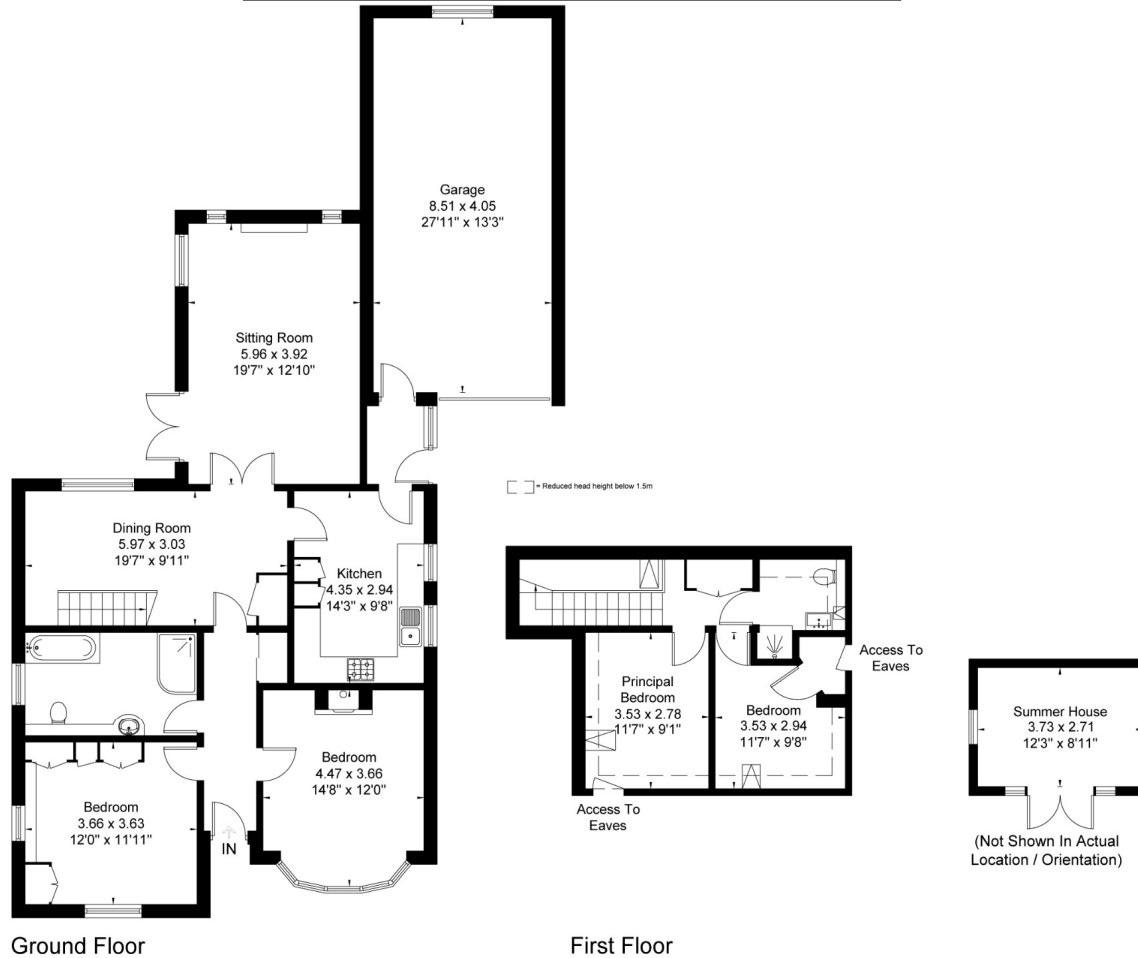 Garage
8.51 x 4.05
27'11" x 13'3"
Sitting Room
5.96 x 3.92
19'7" x 12'10"
= Reduced head height below 1.5m
Dining Room
5.97 x 3.03
19'7" x 9'11"
Kitchen
4.35 x 2.94
14'3" x 9'8"
Bedroom
4.47 x 3.66
14'8" x 12'0"
Bedroom
3.66 x 3.63
12'0" x 11'11"
IN
Ground Floor
Principal
Bedroom
3.53 x 2.78
11'7" x 9'1"
Bedroom
3.53 x 2.94
11'7" x 9'8"
Access To
Eaves
Access To
Eaves
First Floor
Summer House
3.73 x 2.71
12'3" x 8'11"
(Not Shown In Actual
Location / Orientation)